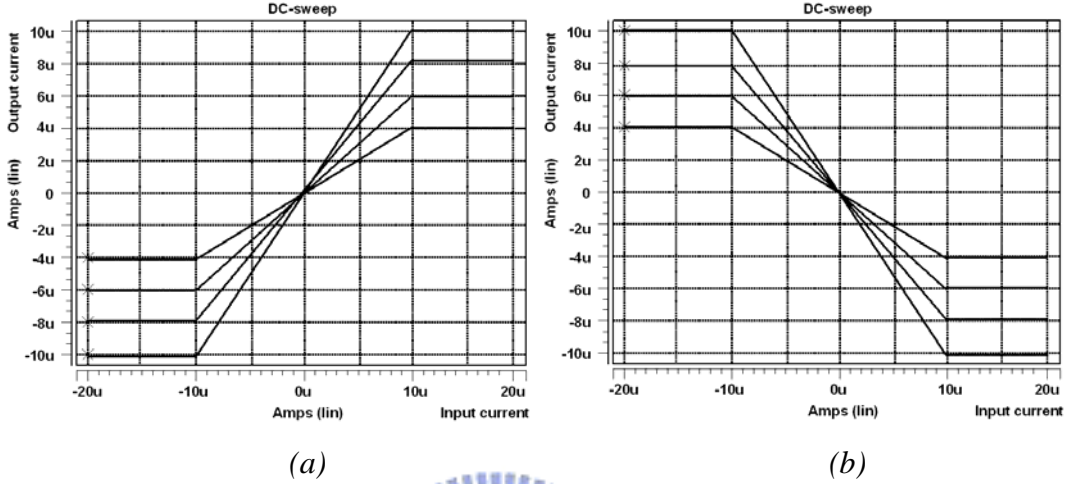 DC-sweep
Output current
Amps (lin)
10u
8u
6u
4u
2u
0
-2u
-4u
-6u
-8u
-10u
-20u -10u 0u 10u 20u
Amps (lin) Input current
(a)
DC-sweep
Output current
Amps (lin)
10u
8u
6u
4u
2u
0
-2u
-4u
-6u
-8u
-10u
-20u -10u 0u 10u 20u
Amps (lin) Input current
(b)